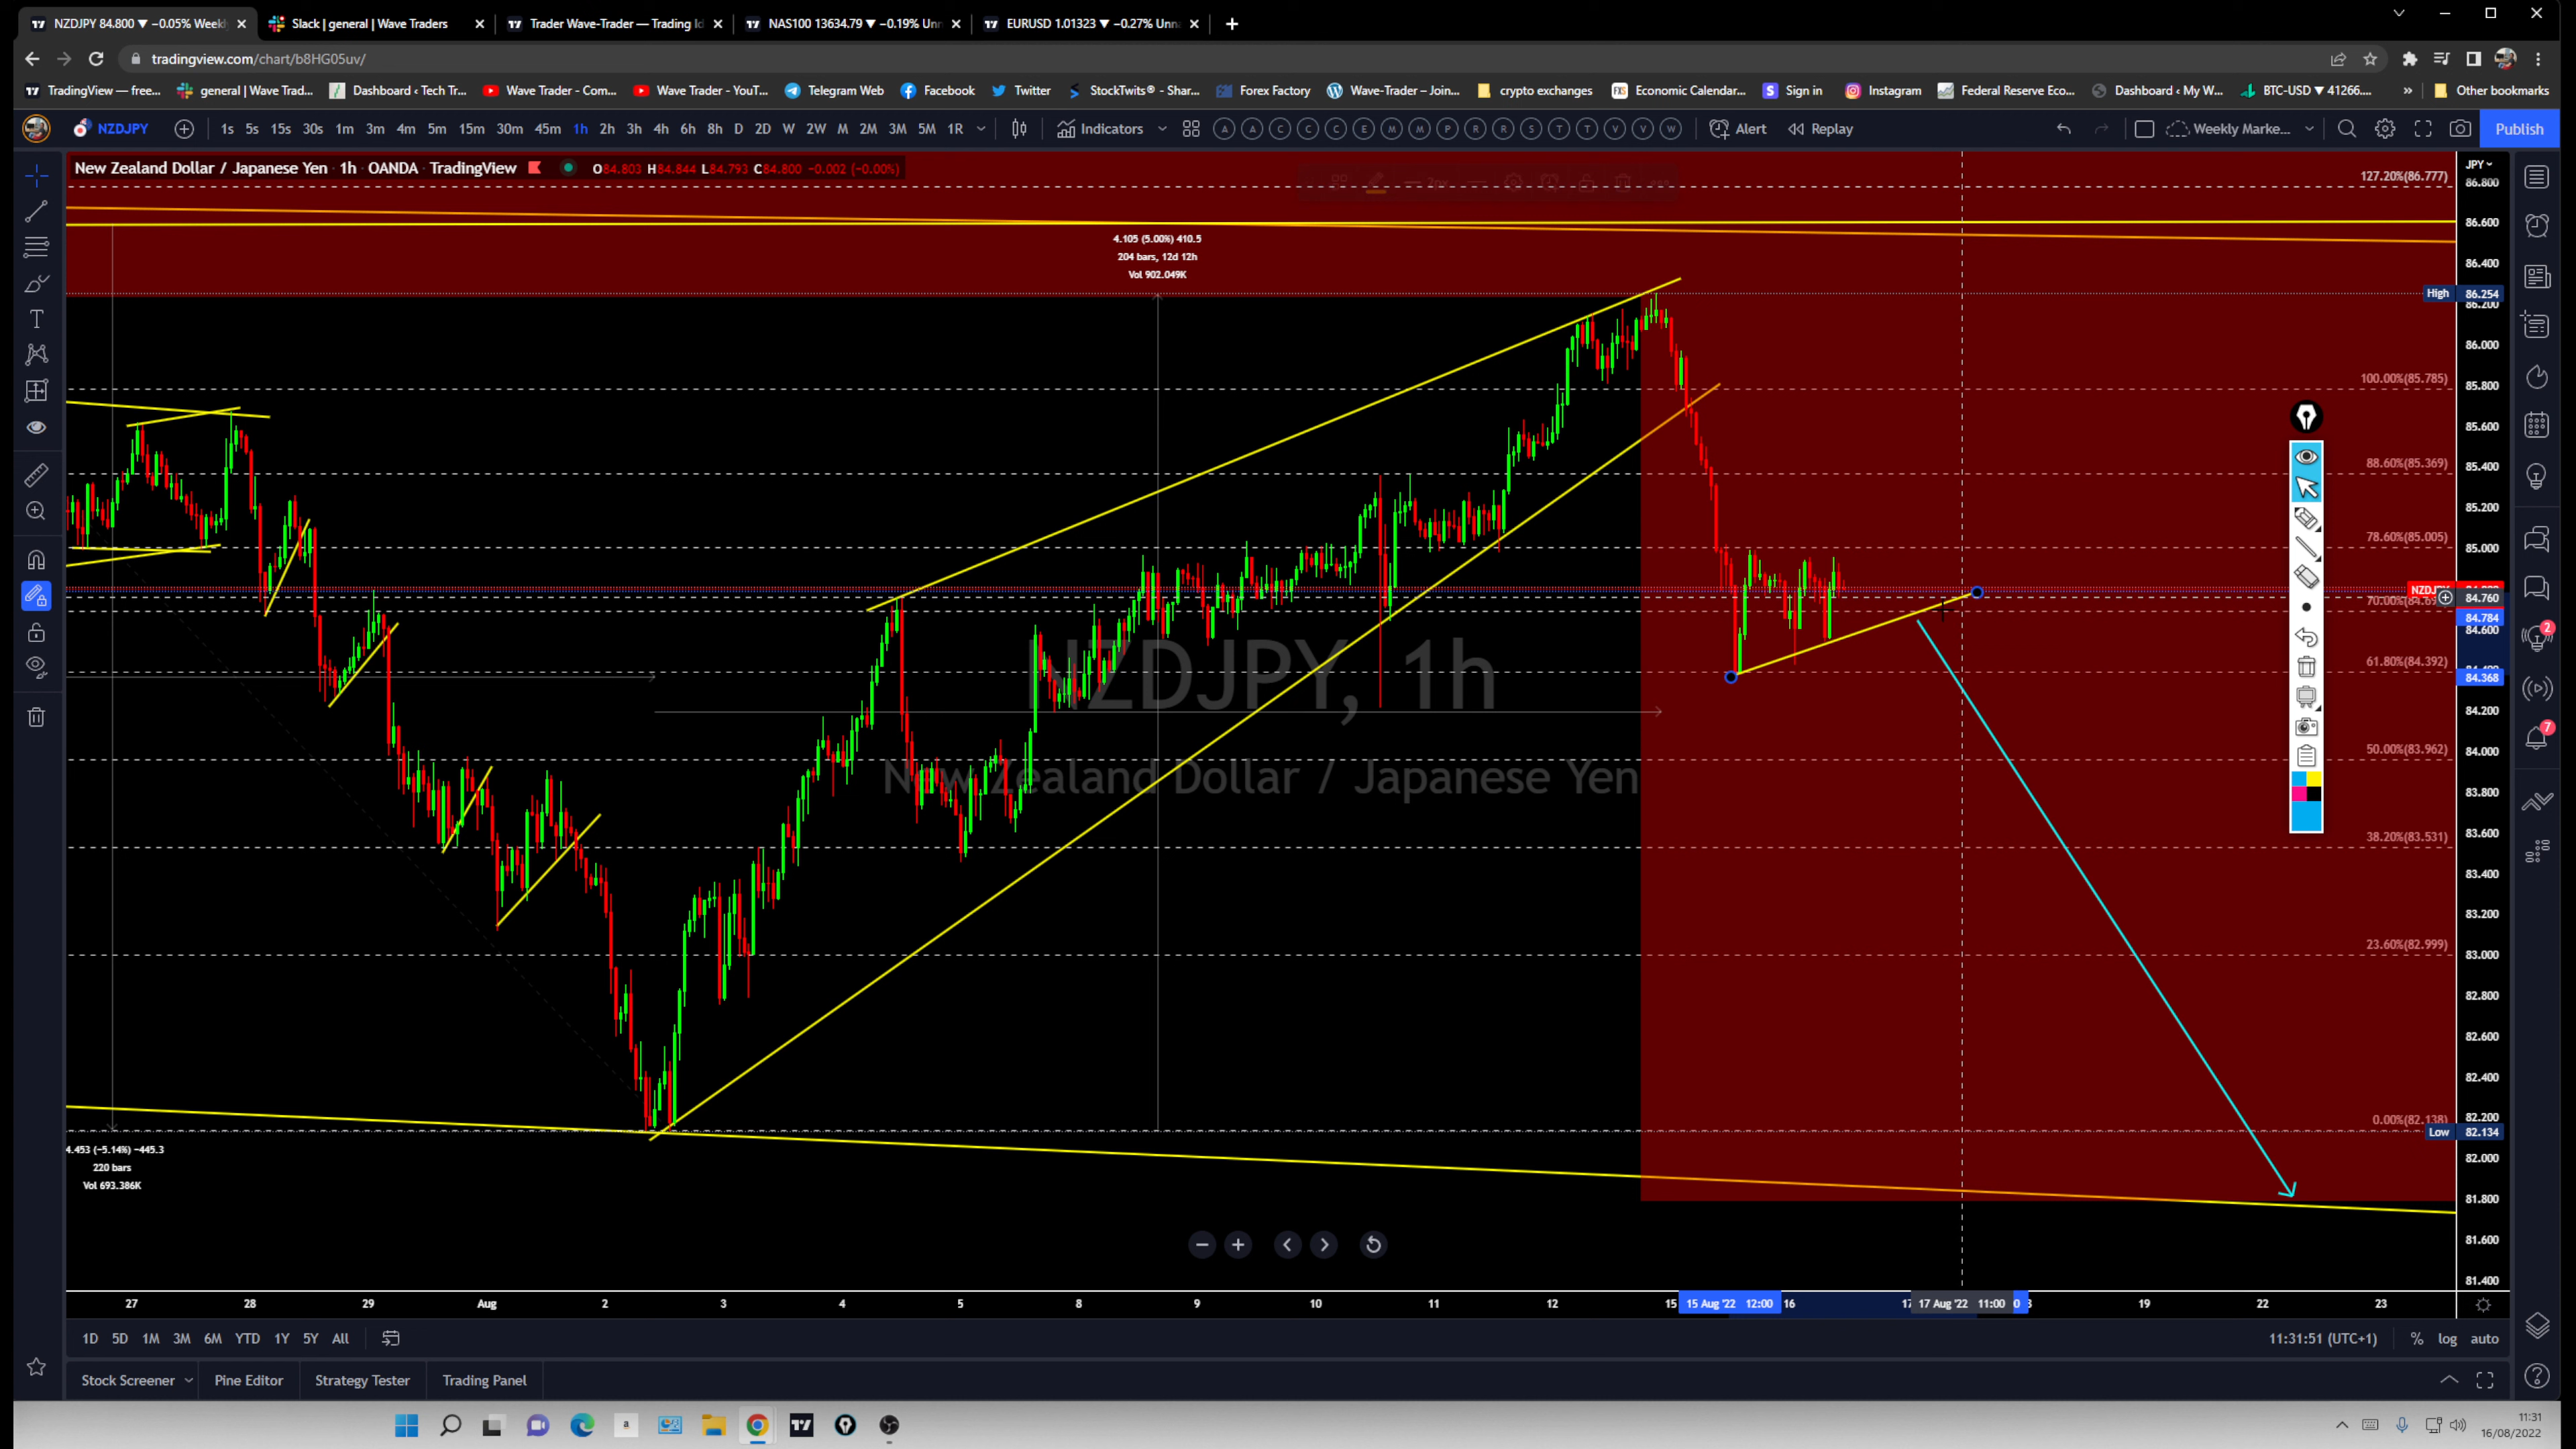 NZDJPY 84.800 ▼ −0.05% Weekl
Slack | general | Wave Traders
Trader Wave-Trader — Trading Id
NAS100 13634.79 ▼ −0.19% Unn
EURUSD 1.01323 ▼ −0.27% Unna
tradingview.com/chart/b8HG05uv/
TradingView — free...
general | Wave Trad...
Dashboard ‹ Tech Tr...
Wave Trader - Com...
Wave Trader - YouT...
Telegram Web
Facebook
Twitter
StockTwits® - Shar...
Forex Factory
Wave-Trader – Join...
crypto exchanges
Economic Calendar...
Sign in
Instagram
Federal Reserve Eco...
Dashboard ‹ My W...
BTC-USD ▼ 41266....
»
Other bookmarks
NZDJPY
1s 5s 15s 30s 1m 3m 4m 5m 15m 30m 45m 1h 2h 3h 4h 6h 8h D 2D W 2W M 2M 3M 5M 1R
Indicators
A A C C C E M M P R R S T T V V W
Alert
Replay
Weekly Marke...
Publish
New Zealand Dollar / Japanese Yen · 1h · OANDA · TradingView
O84.803 H84.844 L84.793 C84.800 −0.002 (−0.00%)
JPY
127.20%(86.777)
86.800
86.600
4.105 (5.00%) 410.5
204 bars, 12d 12h
Vol 902.049K
86.400
High 86.254
86.200
86.000
100.00%(85.785)
85.800
85.600
88.60%(85.369)
85.400
85.200
78.60%(85.005)
85.000
84.760
84.784
84.600
61.80%(84.392)
84.368
84.200
NZDJPY, 1h
New Zealand Dollar / Japanese Yen
84.000
50.00%(83.962)
83.800
38.20%(83.531)
83.600
83.400
83.200
23.60%(82.999)
83.000
82.800
82.600
82.400
82.200
0.00%(82.138)
Low 82.134
82.000
4.453 (−5.14%) −445.3
220 bars
Vol 693.386K
81.800
81.600
81.400
2
7
27 28 29 Aug 2 3 4 5 8 9 10 11 12 15 15 Aug '22 12:00 16 17 Aug '22 11:00 19 22 23
1D 5D 1M 3M 6M YTD 1Y 5Y All
11:31:51 (UTC+1)
% log auto
Stock Screener
Pine Editor
Strategy Tester
Trading Panel
11:31
16/08/2022